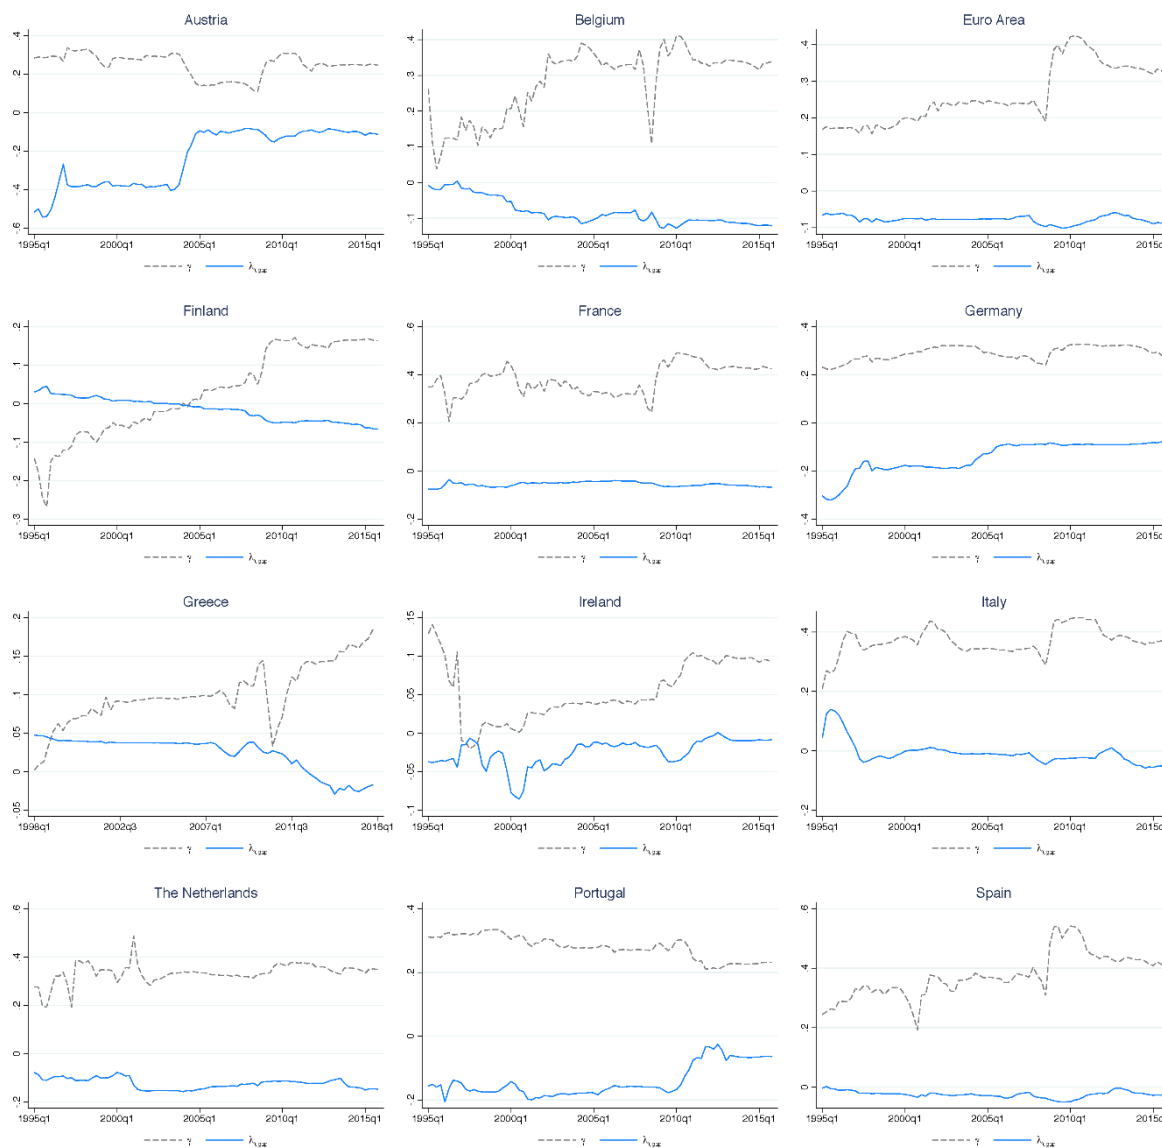 Austria
.4
.2
0
-.2
-.4
-.6
1995q1 2000q1 2005q1 2010q1 2015q1
γ λ
Belgium
.4
.3
.2
.1
0
-.1
1995q1 2000q1 2005q1 2010q1 2015q1
γ λ
Euro Area
.4
.3
.2
.1
0
-.1
1995q1 2000q1 2005q1 2010q1 2015q
γ λ
Finland
.2
.1
0
-.1
-.2
-.3
1995q1 2000q1 2005q1 2010q1 2015q1
γ λ
France
.6
.4
.2
0
-.2
1995q1 2000q1 2005q1 2010q1 2015q1
γ λ
Germany
.4
.2
0
-.2
-.4
1995q1 2000q1 2005q1 2010q1 2015q
γ λ
Greece
.2
.15
.1
.05
0
-.05
1998q1 2002q3 2007q1 2011q3 2016q1
γ λ
Ireland
.15
.1
.05
0
-.05
-.1
1995q1 2000q1 2005q1 2010q1 2015q1
γ λ
Italy
.4
.2
0
-.2
1995q1 2000q1 2005q1 2010q1 2015q
γ λ
The Netherlands
.6
.4
.2
0
-.2
1995q1 2000q1 2005q1 2010q1 2015q1
γ λ
Portugal
.4
.2
0
-.2
1995q1 2000q1 2005q1 2010q1 2015q1
γ λ
Spain
.6
.4
.2
0
1995q1 2000q1 2005q1 2010q1 2015q
γ λ